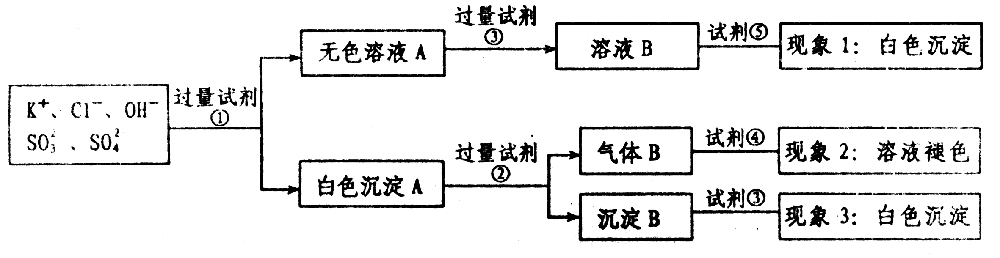 过量试剂
③
无色溶液 A
溶液 B
试剂⑤
现象 1: 白色沉淀
K⁺、Cl⁻、OH⁻
SO₃²、SO₄²
过量试剂
①
白色沉淀 A
过量试剂
②
气体 B
试剂④
现象 2: 溶液褪色
沉淀 B
试剂③
现象 3: 白色沉淀